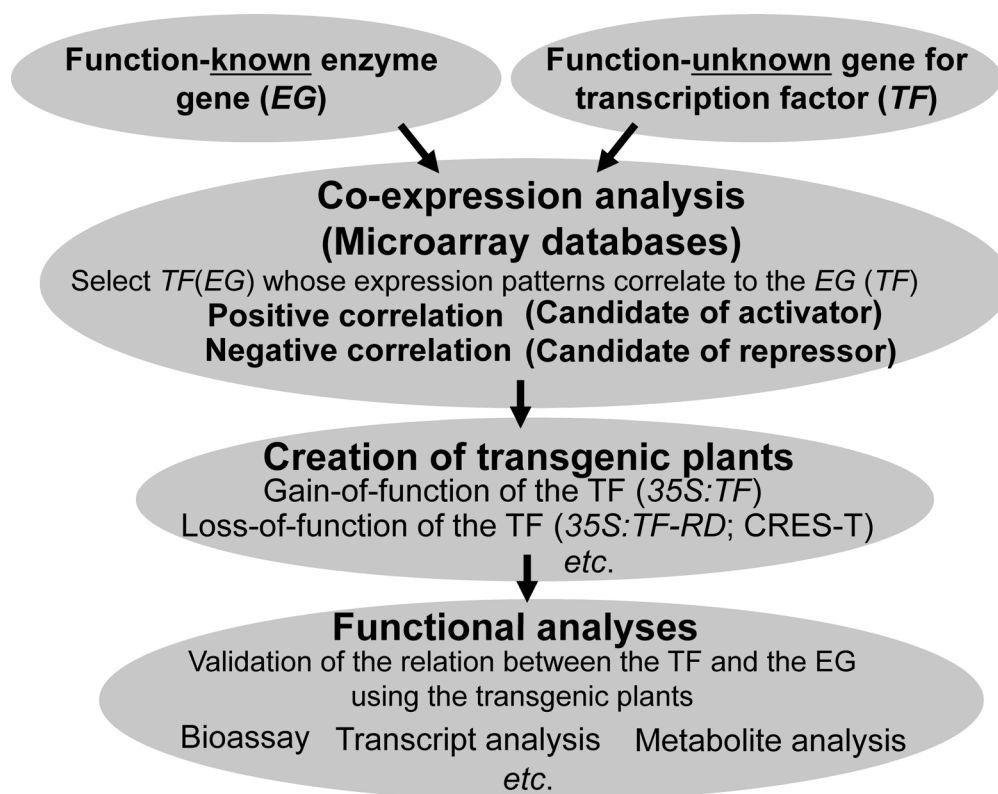 Function-known enzyme
gene (EG)
Function-unknown gene for
transcription factor (TF)
Co-expression analysis
(Microarray databases)
Select TF(EG) whose expression patterns correlate to the EG (TF)
Positive correlation (Candidate of activator)
Negative correlation (Candidate of repressor)
Creation of transgenic plants
Gain-of-function of the TF (35S:TF)
Loss-of-function of the TF (35S:TF-RD; CRES-T)
etc.
Functional analyses
Validation of the relation between the TF and the EG
using the transgenic plants
Bioassay Transcript analysis Metabolite analysis
etc.